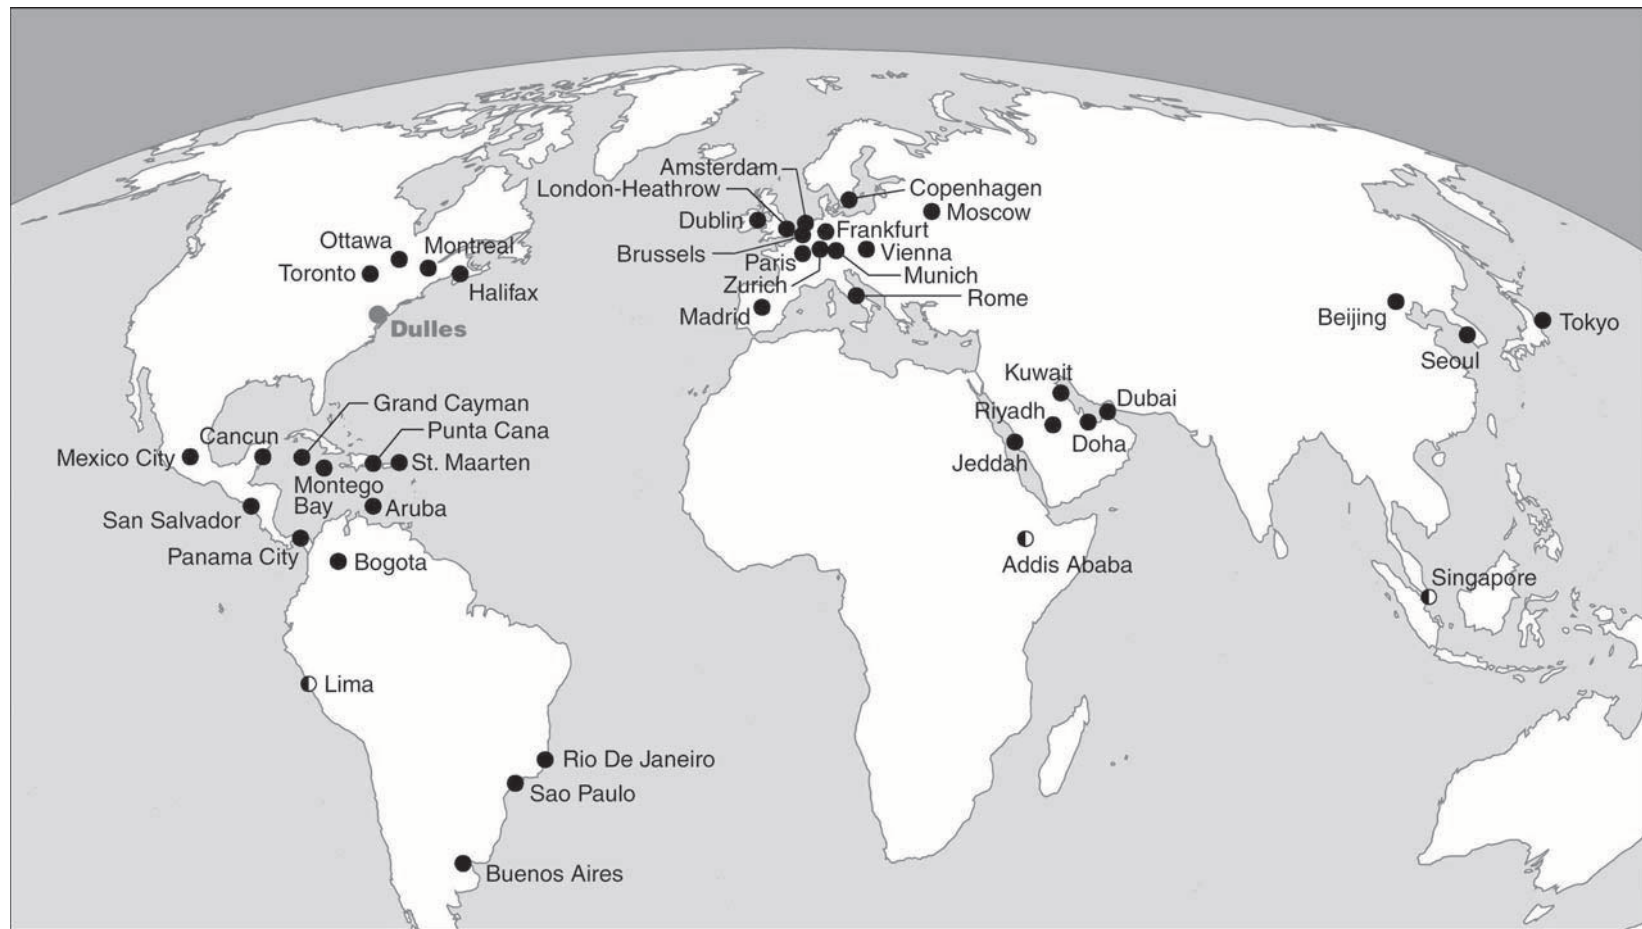 Amsterdam
London-Heathrow
Copenhagen
Dublin
Moscow
Frankfurt
Ottawa
Montreal
Brussels
Paris
Vienna
Toronto
Munich
Zurich
Halifax
Rome
Madrid
Beijing
Tokyo
Dulles
Seoul
Kuwait
Grand Cayman
Dubai
Riyadh
Punta Cana
Cancun
Doha
Mexico City
St. Maarten
Jeddah
Montego
Bay
Aruba
San Salvador
Panama City
Bogota
Addis Ababa
Singapore
Lima
Rio De Janeiro
Sao Paulo
Buenos Aires